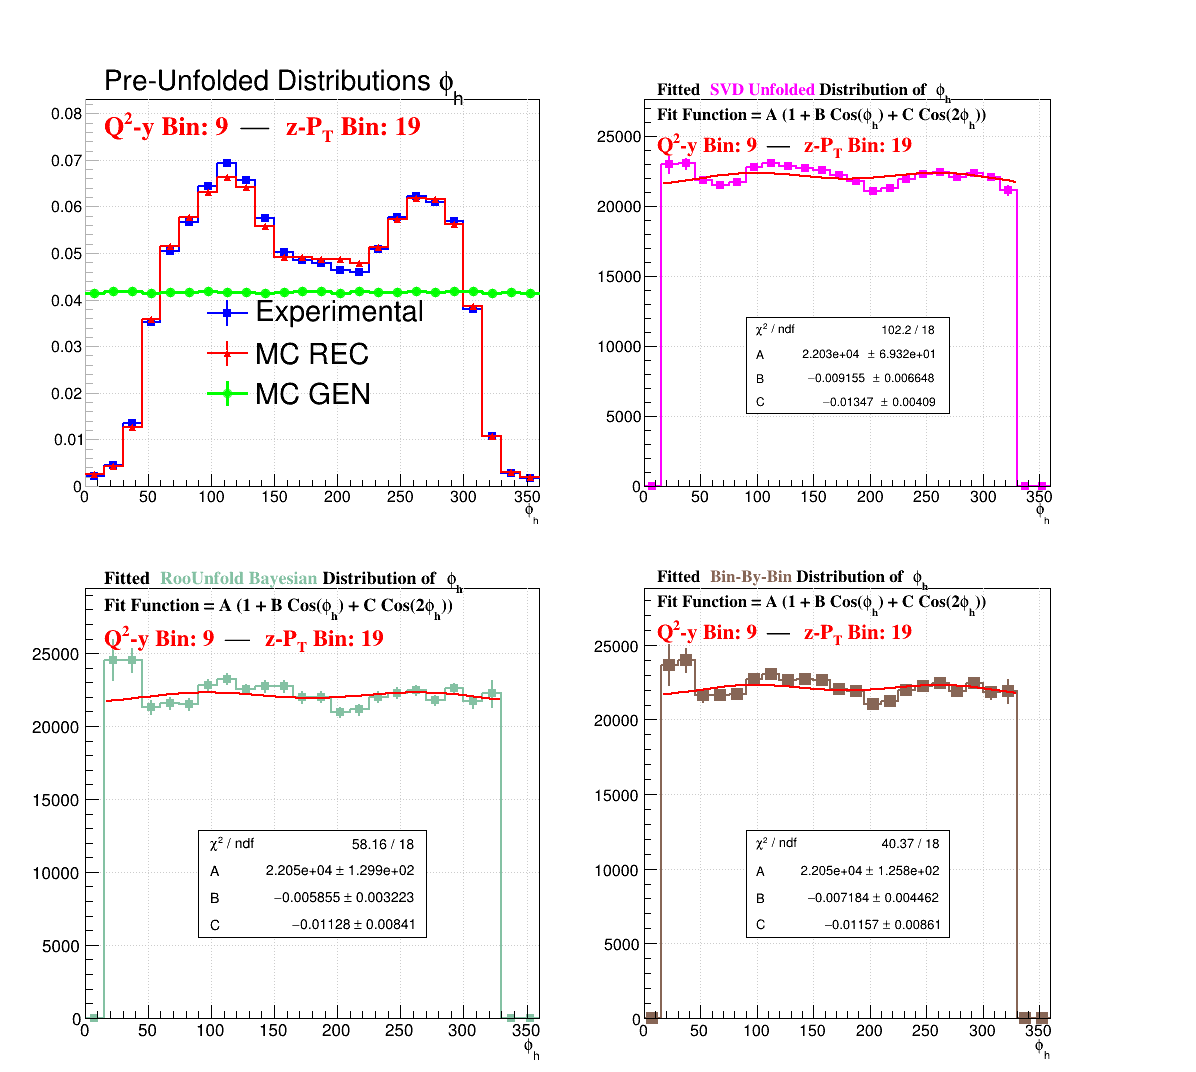 Pre-Unfolded Distributions ϕh
Q²-y Bin: 9 — z-PT Bin: 19
0.08
0.07
0.06
0.05
0.04
0.03
0.02
0.01
0
Experimental
MC REC
MC GEN
0 50 100 150 200 250 300 350
ϕh
Fitted SVD Unfolded Distribution of ϕh
Fit Function = A (1 + B Cos(ϕh) + C Cos(2ϕh))
Q²-y Bin: 9 — z-PT Bin: 19
25000
20000
15000
10000
5000
0
χ² / ndf 102.2 / 18
A 2.203e+04 ± 6.932e+01
B −0.009155 ± 0.006648
C −0.01347 ± 0.00409
0 50 100 150 200 250 300 350
ϕh
Fitted RooUnfold Bayesian Distribution of ϕh
Fit Function = A (1 + B Cos(ϕh) + C Cos(2ϕh))
Q²-y Bin: 9 — z-PT Bin: 19
25000
20000
15000
10000
5000
0
χ² / ndf 58.16 / 18
A 2.205e+04 ± 1.299e+02
B −0.005855 ± 0.003223
C −0.01128 ± 0.00841
0 50 100 150 200 250 300 350
ϕh
Fitted Bin-By-Bin Distribution of ϕh
Fit Function = A (1 + B Cos(ϕh) + C Cos(2ϕh))
Q²-y Bin: 9 — z-PT Bin: 19
25000
20000
15000
10000
5000
0
χ² / ndf 40.37 / 18
A 2.205e+04 ± 1.258e+02
B −0.007184 ± 0.004462
C −0.01157 ± 0.00861
0 50 100 150 200 250 300 350
ϕh